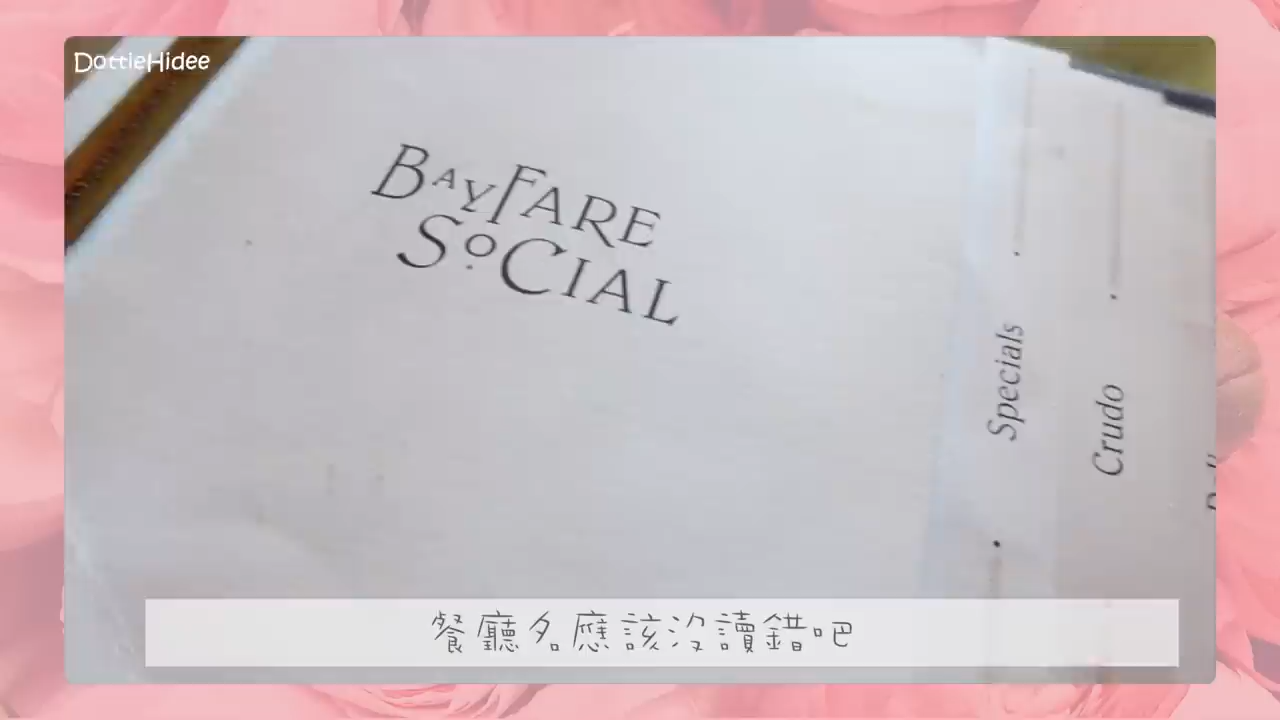 DottieHidee
BAYFARE
SOCIAL
Specials
Crudo
餐廳名應該沒讀錯吧